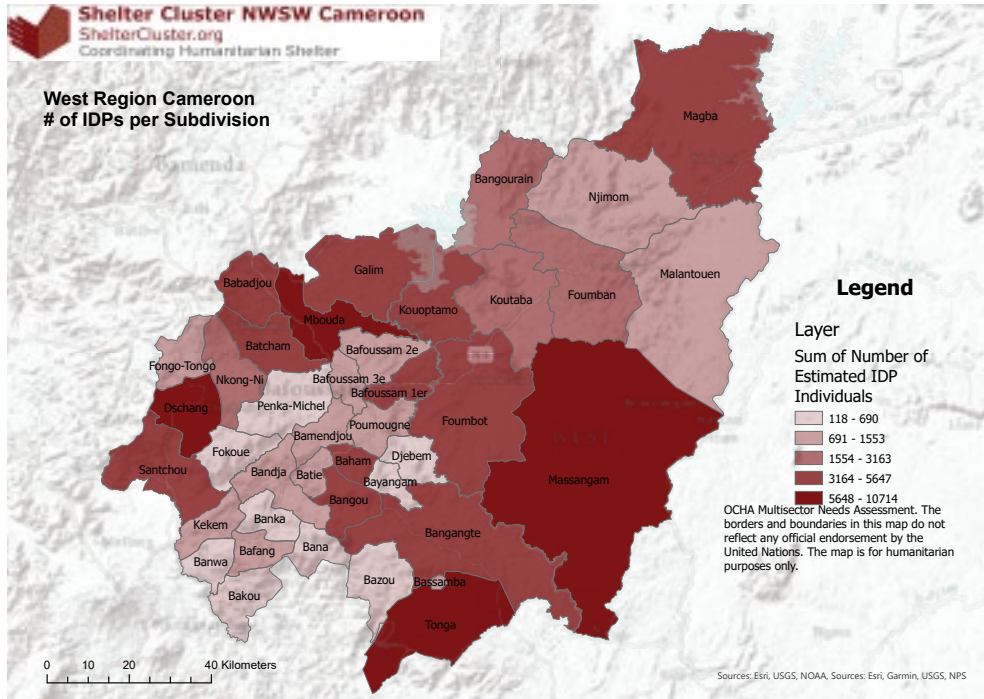 Shelter Cluster NWSW Cameroon
ShelterCluster.org
Coordinating Humanitarian Shelter
West Region Cameroon
# of IDPs per Subdivision
Magba
Bangourain
Njimom
Malantouen
Galim
Babadjou
Koutaba
Foumban
Kouoptamo
Mbouda
Batcham
Bafoussam 2e
Fongo-Tongo
Nkong-Ni
Bafoussam 3e
Bafoussam 1er
Dschang
Penka-Michel
Poumougne
Foumbot
Bamendjou
Fokoue
Djebem
Baham
Santchou
Bandja
Batie
Bayangam
Massangam
Bangou
Banka
Kekem
Bangangte
Bafang
Bana
Banwa
Bazou
Bassamba
Bakou
Tonga
Legend
Layer
Sum of Number of
Estimated IDP
Individuals
118 - 690
691 - 1553
1554 - 3163
3164 - 5647
5648 - 10714
OCHA Multisector Needs Assessment. The
borders and boundaries in this map do not
reflect any official endorsement by the
United Nations. The map is for humanitarian
purposes only.
0 10 20 40 Kilometers
Sources: Esri, USGS, NOAA, Sources: Esri, Garmin, USGS, NPS